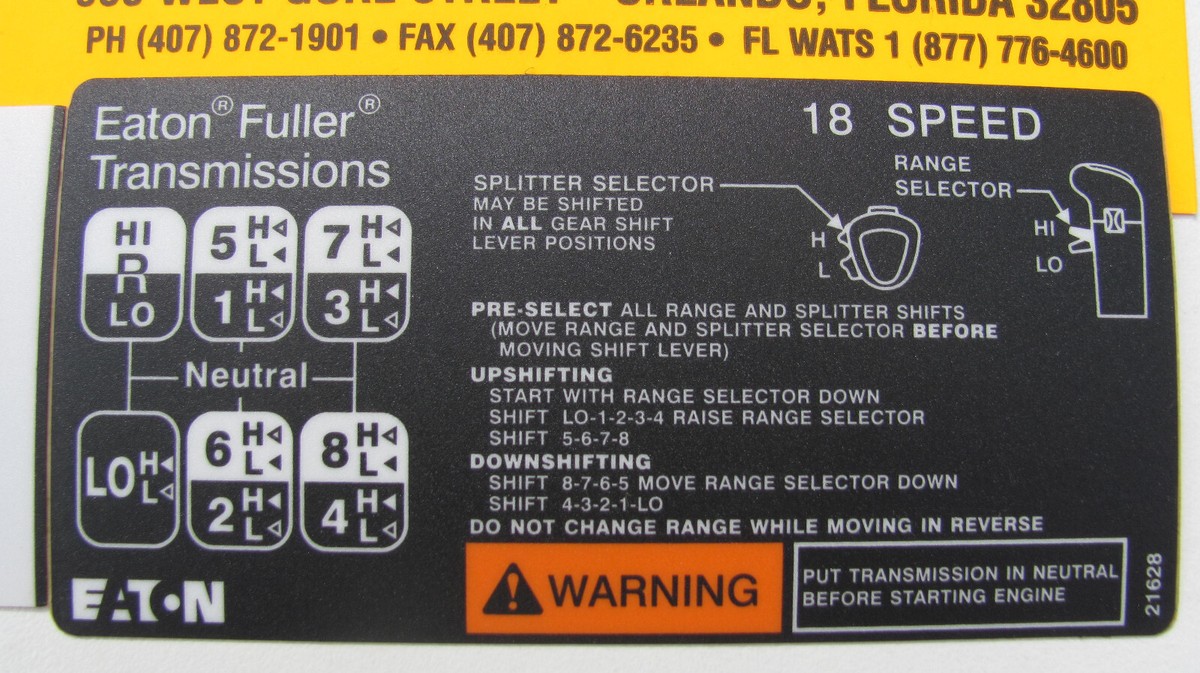 WEST GORE STREET ORLANDO, FLORIDA 32805
PH (407) 872-1901 • FAX (407) 872-6235 • FL WATS 1 (877) 776-4600
Eaton® Fuller®
Transmissions
18 SPEED
RANGE
SELECTOR
HI
LO
SPLITTER SELECTOR
MAY BE SHIFTED
IN ALL GEAR SHIFT
LEVER POSITIONS
H
L
HI
R
LO
5 H L
1 H L
7 H L
3 H L
Neutral
LO H L
6 H L
2 H L
8 H L
4 H L
PRE-SELECT ALL RANGE AND SPLITTER SHIFTS
(MOVE RANGE AND SPLITTER SELECTOR BEFORE
MOVING SHIFT LEVER)
UPSHIFTING
START WITH RANGE SELECTOR DOWN
SHIFT LO-1-2-3-4 RAISE RANGE SELECTOR
SHIFT 5-6-7-8
DOWNSHIFTING
SHIFT 8-7-6-5 MOVE RANGE SELECTOR DOWN
SHIFT 4-3-2-1-LO
DO NOT CHANGE RANGE WHILE MOVING IN REVERSE
EATON
WARNING
PUT TRANSMISSION IN NEUTRAL
BEFORE STARTING ENGINE
21628